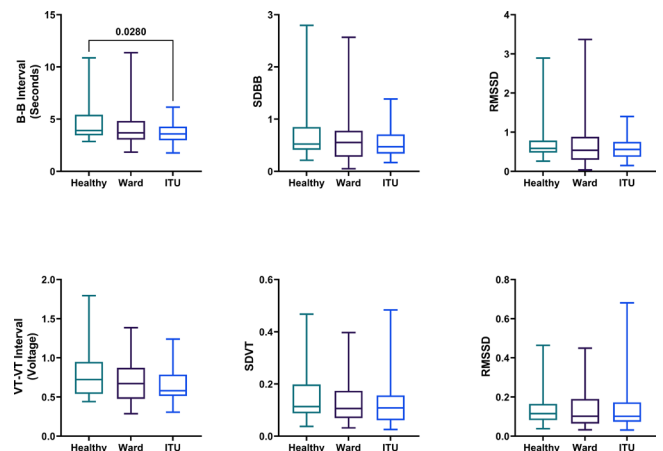 0.0280
B-B Interval
(Seconds)
15
10
5
0
Healthy Ward ITU
SDBB
3
2
1
0
Healthy Ward ITU
RMSSD
4
3
2
1
0
Healthy Ward ITU
VT-VT Interval
(Voltage)
2.0
1.5
1.0
0.5
0.0
Healthy Ward ITU
SDVT
0.6
0.4
0.2
0.0
Healthy Ward ITU
RMSSD
0.8
0.6
0.4
0.2
0.0
Healthy Ward ITU